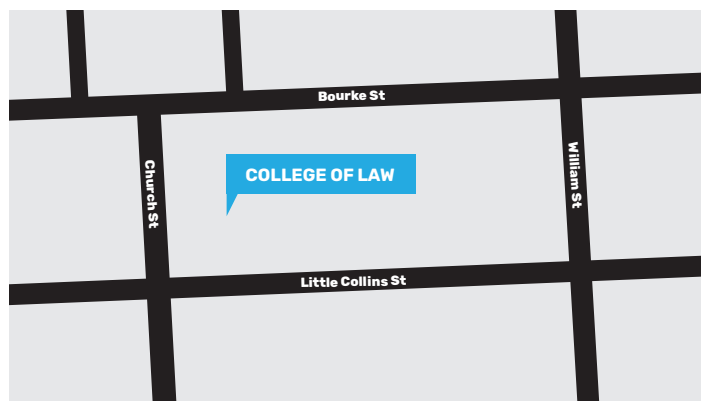 Bourke St
Church St
William St
COLLEGE OF LAW
Little Collins St